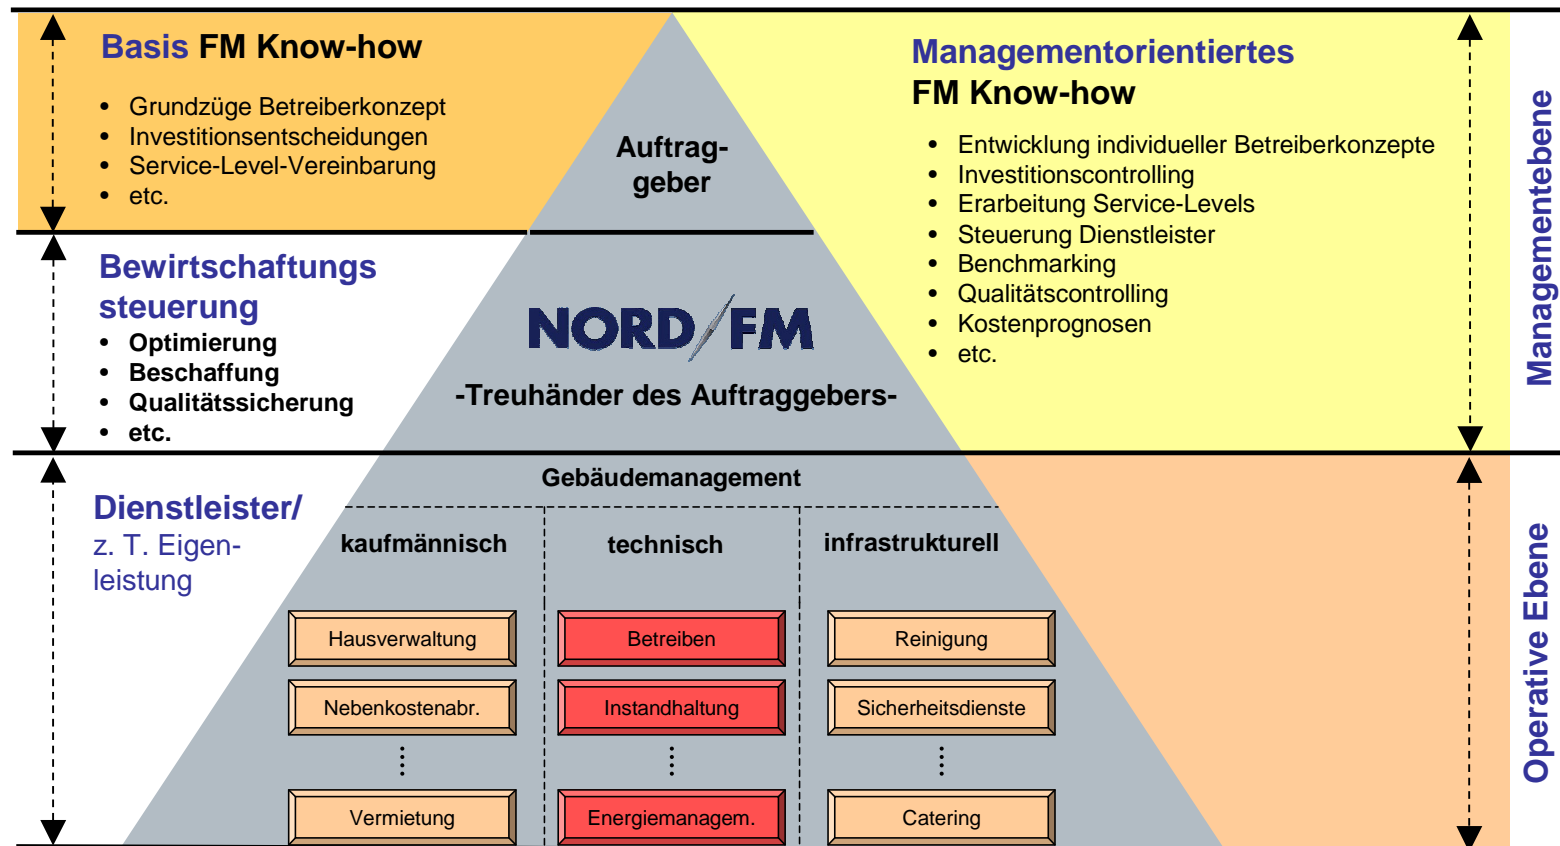 Basis FM Know-how
• Grundzüge Betreiberkonzept
• Investitionsentscheidungen
• Service-Level-Vereinbarung
• etc.
Auftrag-
geber
Managementorientiertes
FM Know-how
• Entwicklung individueller Betreiberkonzepte
• Investitionscontrolling
• Erarbeitung Service-Levels
• Steuerung Dienstleister
• Benchmarking
• Qualitätscontrolling
• Kostenprognosen
• etc.
Managementebene
Bewirtschaftungs
steuerung
• Optimierung
• Beschaffung
• Qualitätssicherung
• etc.
NORD/FM
-Treuhänder des Auftraggebers-
Dienstleister/
z. T. Eigen-
leistung
Gebäudemanagement
kaufmännisch
technisch
infrastrukturell
Hausverwaltung
Betreiben
Reinigung
Nebenkostenabr.
Instandhaltung
Sicherheitsdienste
Vermietung
Energiemanagem.
Catering
Operative Ebene